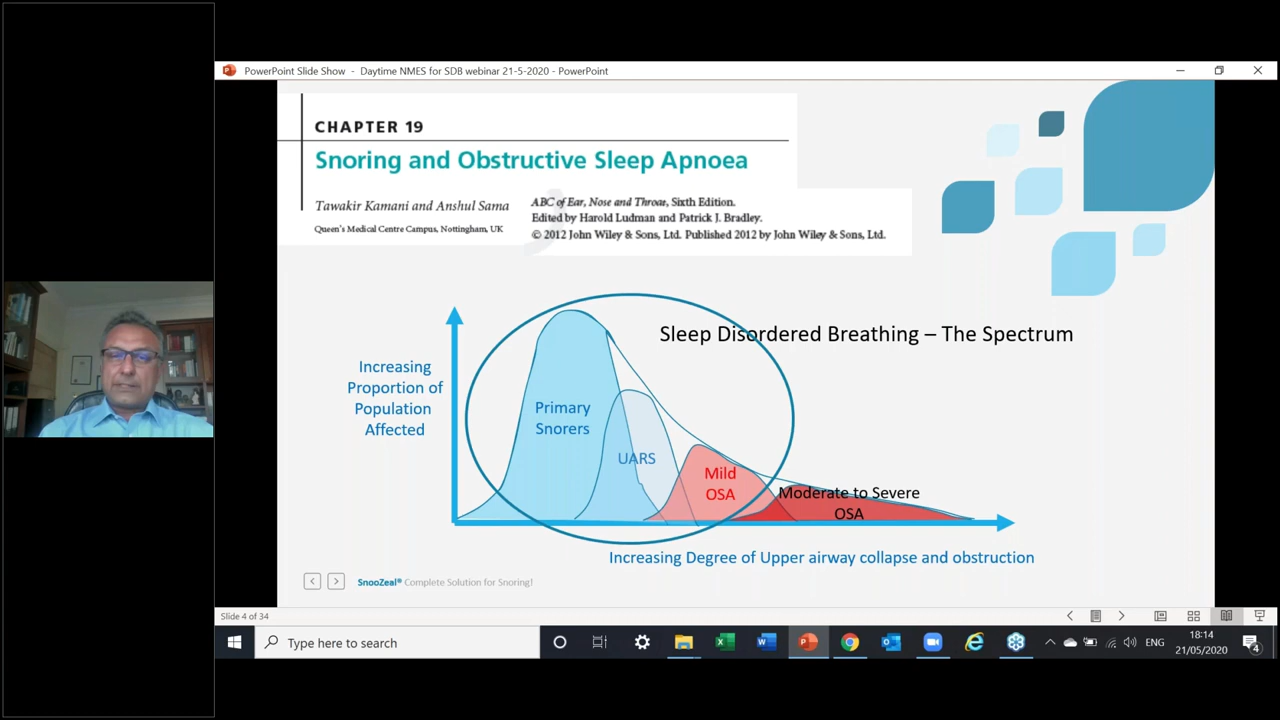 PowerPoint Slide Show - Daytime NMES for SDB webinar 21-5-2020 - PowerPoint
CHAPTER 19
Snoring and Obstructive Sleep Apnoea
Tawakir Kamani and Anshul Sama
Queen's Medical Centre Campus, Nottingham, UK
ABC of Ear, Nose and Throat, Sixth Edition.
Edited by Harold Ludman and Patrick J. Bradley.
© 2012 John Wiley & Sons, Ltd. Published 2012 by John Wiley & Sons, Ltd.
Sleep Disordered Breathing – The Spectrum
Increasing
Proportion of
Population
Affected
Primary
Snorers
UARS
Mild
OSA
Moderate to Severe
OSA
Increasing Degree of Upper airway collapse and obstruction
SnooZeal® Complete Solution for Snoring!
Slide 4 of 34
Type here to search
ENG
18:14
21/05/2020
4